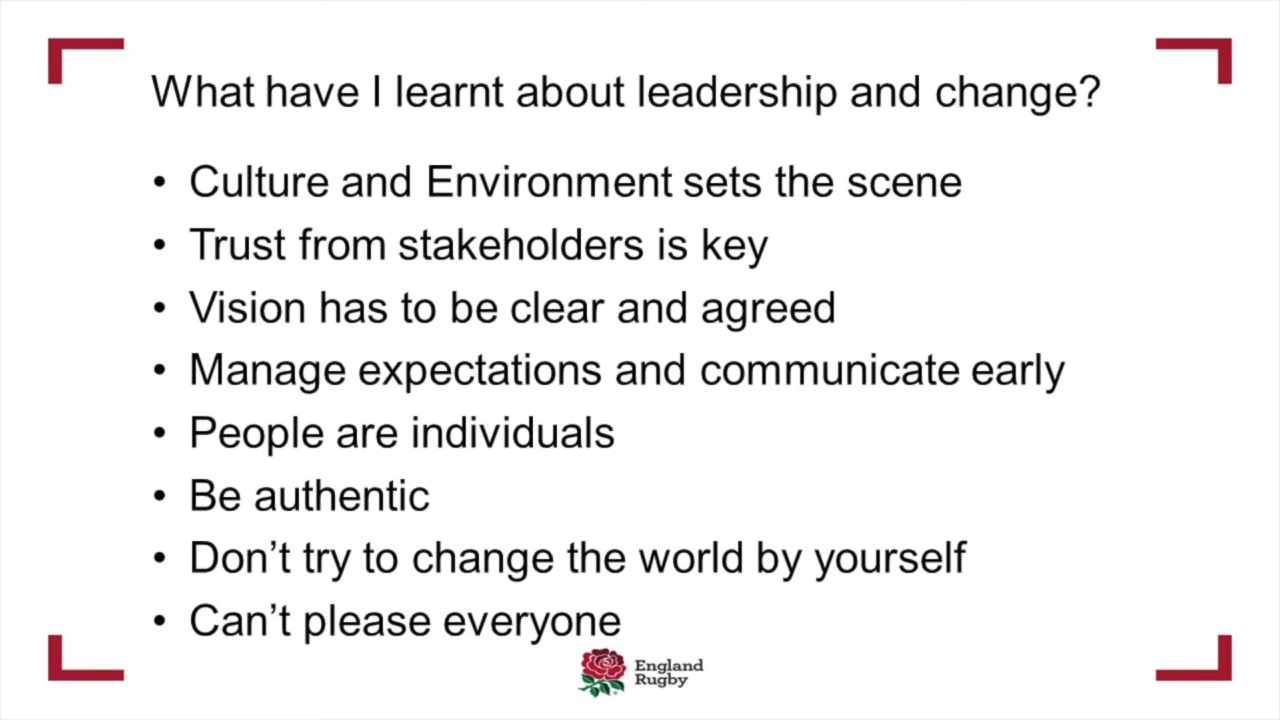 What have I learnt about leadership and change?
• Culture and Environment sets the scene
• Trust from stakeholders is key
• Vision has to be clear and agreed
• Manage expectations and communicate early
• People are individuals
• Be authentic
• Don’t try to change the world by yourself
• Can’t please everyone
England
Rugby